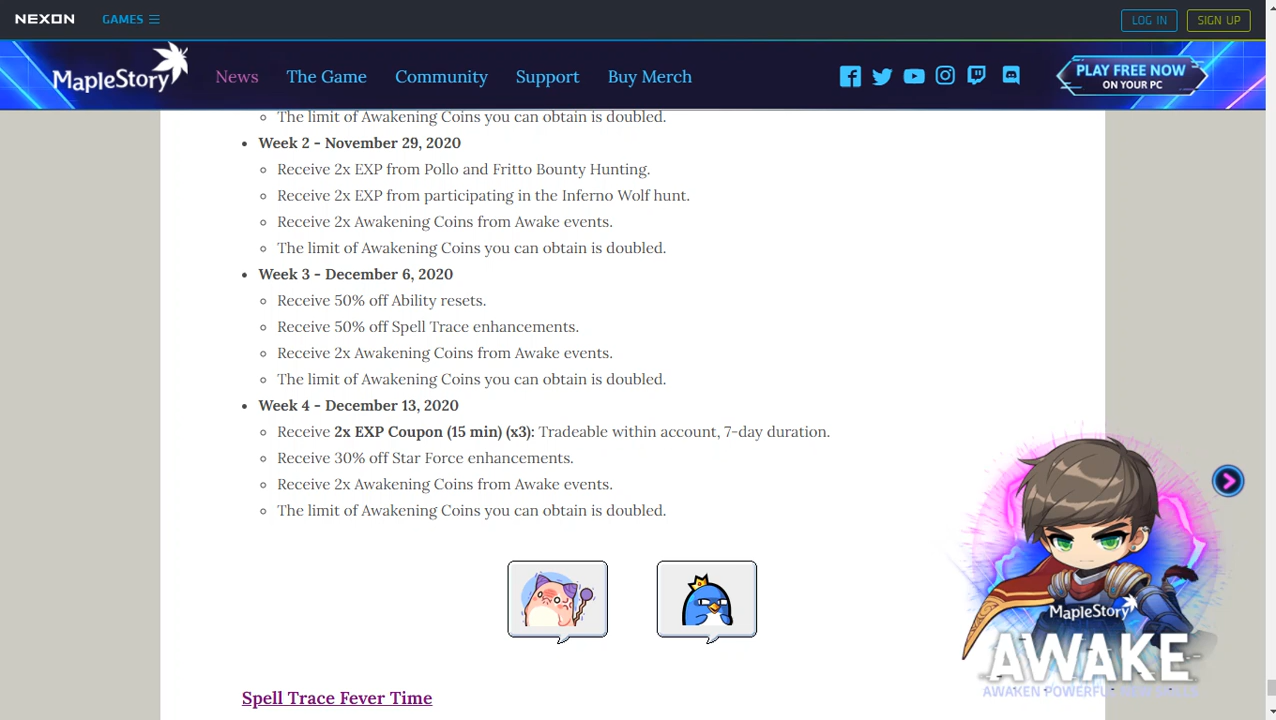 NEXON GAMES LOG IN SIGN UP
MapleStory News The Game Community Support Buy Merch PLAY FREE NOW
ON YOUR PC
The limit of Awakening Coins you can obtain is doubled.
Week 2 - November 29, 2020
Receive 2x EXP from Pollo and Fritto Bounty Hunting.
Receive 2x EXP from participating in the Inferno Wolf hunt.
Receive 2x Awakening Coins from Awake events.
The limit of Awakening Coins you can obtain is doubled.
Week 3 - December 6, 2020
Receive 50% off Ability resets.
Receive 50% off Spell Trace enhancements.
Receive 2x Awakening Coins from Awake events.
The limit of Awakening Coins you can obtain is doubled.
Week 4 - December 13, 2020
Receive 2x EXP Coupon (15 min) (x3): Tradeable within account, 7-day duration.
Receive 30% off Star Force enhancements.
Receive 2x Awakening Coins from Awake events.
The limit of Awakening Coins you can obtain is doubled.
MapleStory
AWAKE
AWAKEN POWERFUL NEW SKILLS
Spell Trace Fever Time